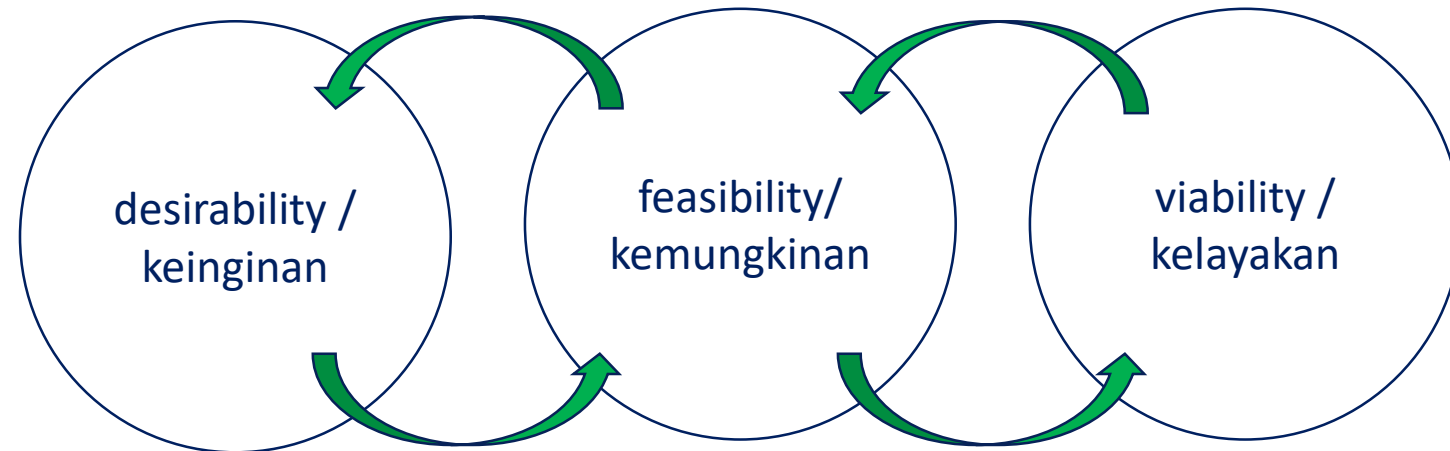 desirability /
keinginan
feasibility/
kemungkinan
viability /
kelayakan